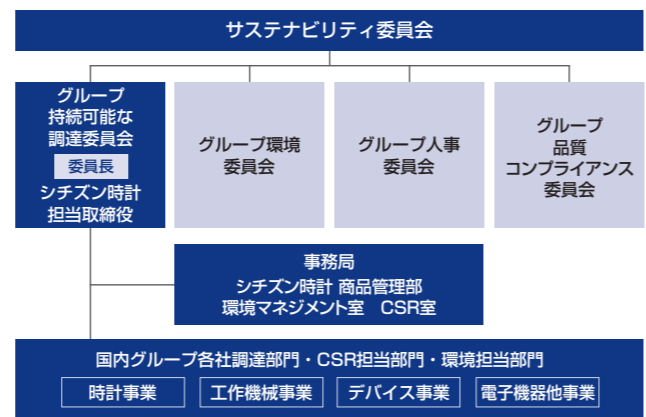 サステナビリティ委員会
グループ
持続可能な
調達委員会
委員長
シチズン時計
担当取締役
グループ環境
委員会
グループ人事
委員会
グループ
品質
コンプライアンス
委員会
事務局
シチズン時計 商品管理部
環境マネジメント室　CSR室
国内グループ各社調達部門・CSR担当部門・環境担当部門
時計事業
工作機械事業
デバイス事業
電子機器他事業